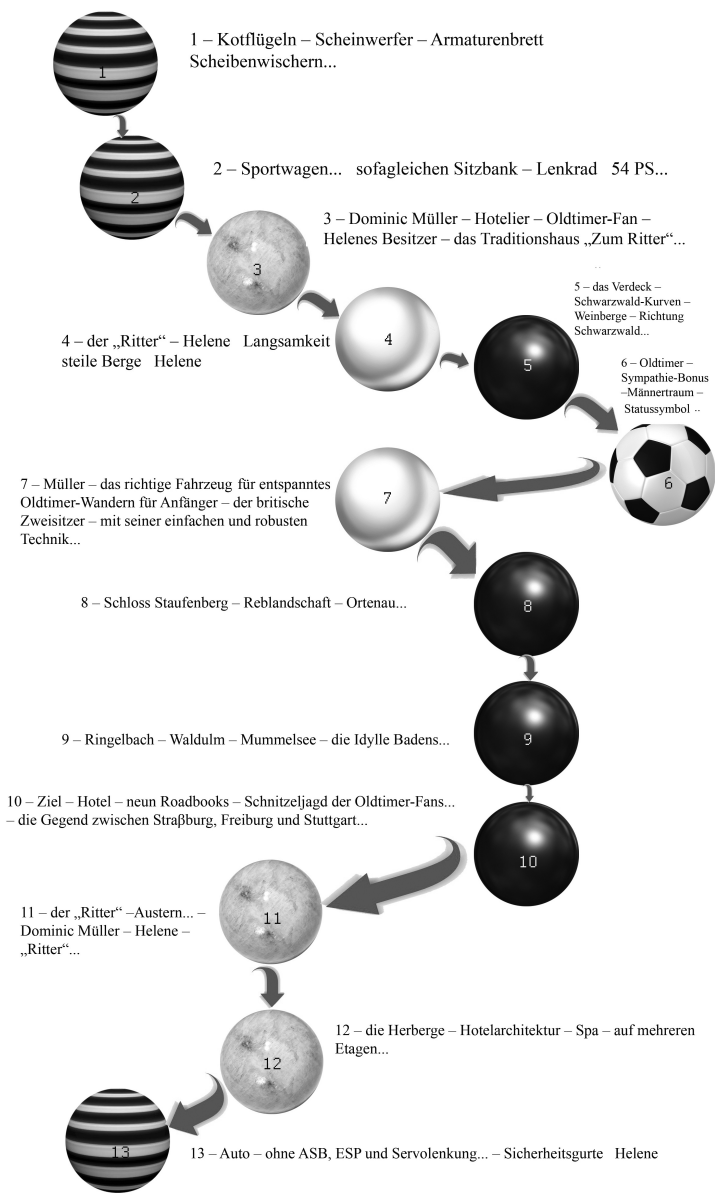 1 – Kotflügeln – Scheinwerfer – Armaturenbrett
Scheibenwischern...
1
2 – Sportwagen... sofagleichen Sitzbank – Lenkrad 54 PS...
2
3 – Dominic Müller – Hotelier – Oldtimer-Fan –
Helenes Besitzer – das Traditionshaus „Zum Ritter“...
3
4 – der „Ritter“ – Helene Langsamkeit
steile Berge Helene
4
5 – das Verdeck –
Schwarzwald-Kurven –
Weinberge – Richtung
Schwarzwald...
5
6 – Oldtimer –
Sympathie-Bonus
–Männertraum –
Statussymbol ..
6
7 – Müller – das richtige Fahrzeug für entspanntes
Oldtimer-Wandern für Anfänger – der britische
Zweisitzer – mit seiner einfachen und robusten
Technik...
7
8 – Schloss Staufenberg – Reblandschaft – Ortenau...
8
9 – Ringelbach – Waldulm – Mummelsee – die Idylle Badens...
9
10 – Ziel – Hotel – neun Roadbooks – Schnitzeljagd der Oldtimer-Fans...
– die Gegend zwischen Straβburg, Freiburg und Stuttgart...
10
11 – der „Ritter“ –Austern... –
Dominic Müller – Helene –
„Ritter“...
11
12 – die Herberge – Hotelarchitektur – Spa – auf mehreren
Etagen...
12
13 – Auto – ohne ASB, ESP und Servolenkung... – Sicherheitsgurte Helene
13